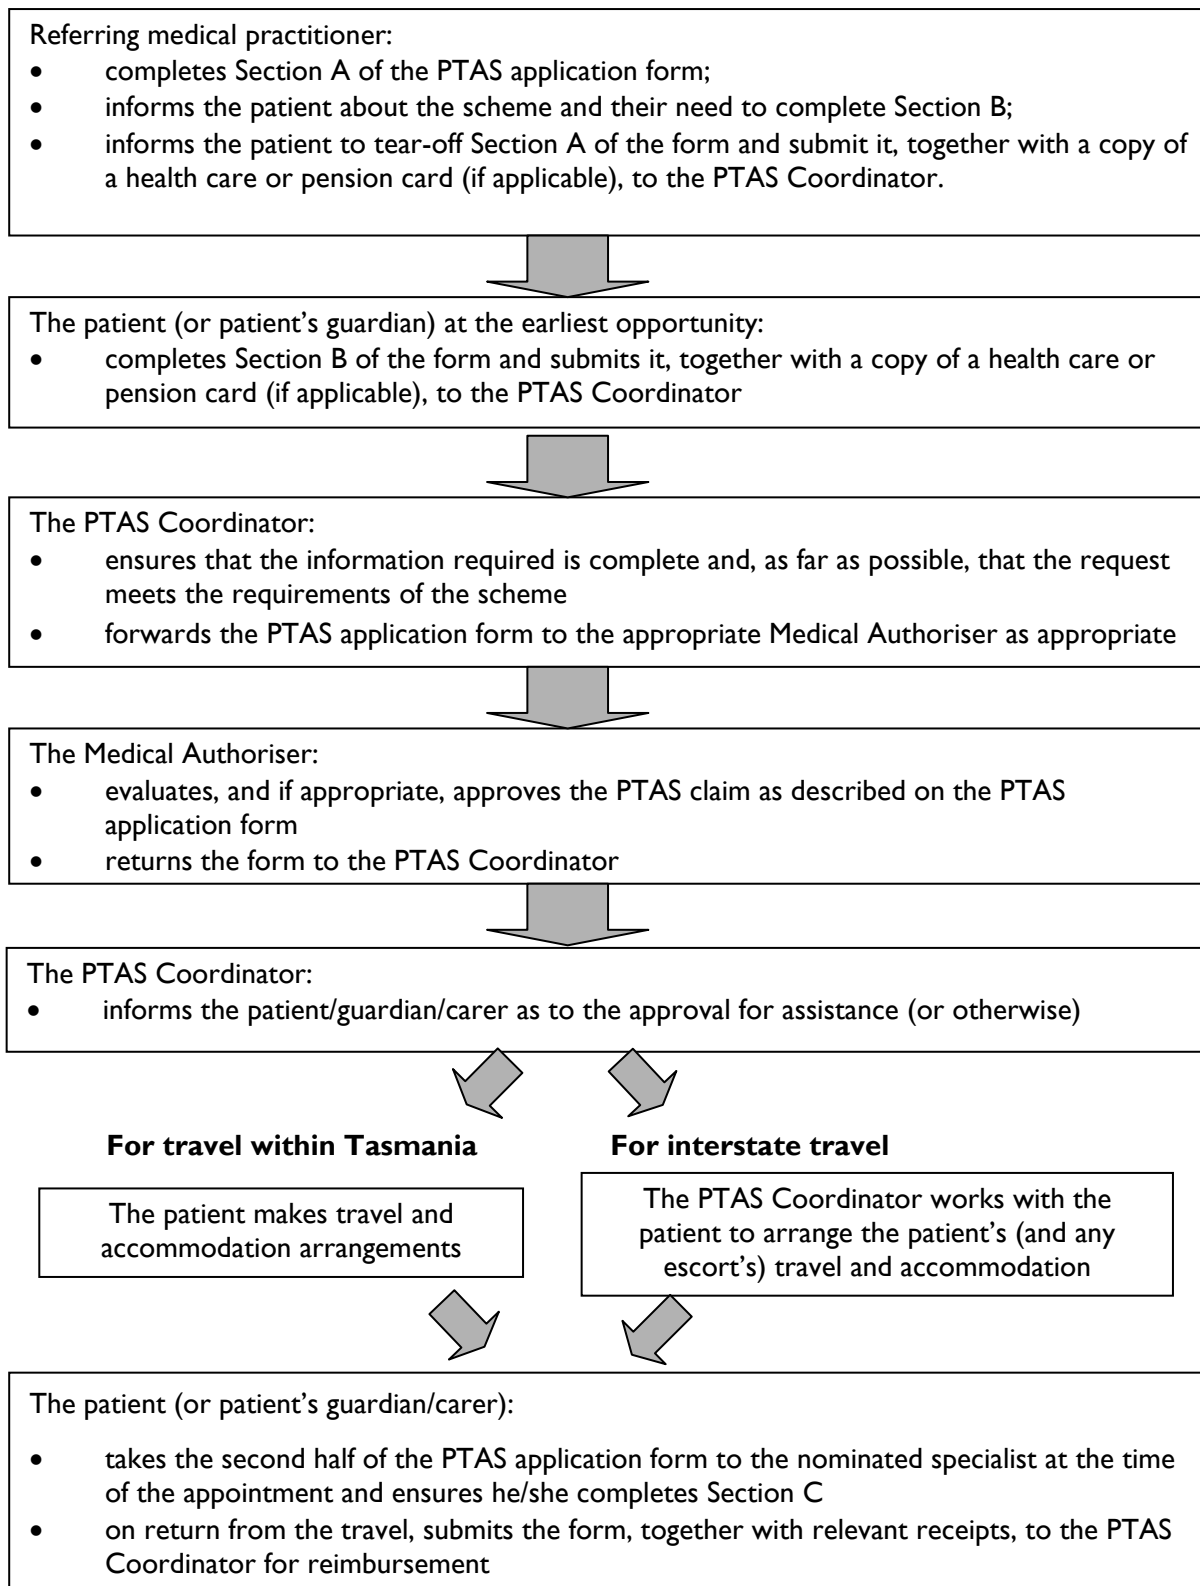 Referring medical practitioner:
• completes Section A of the PTAS application form;
• informs the patient about the scheme and their need to complete Section B;
• informs the patient to tear-off Section A of the form and submit it, together with a copy of
a health care or pension card (if applicable), to the PTAS Coordinator.
The patient (or patient's guardian) at the earliest opportunity:
• completes Section B of the form and submits it, together with a copy of a health care or
pension card (if applicable), to the PTAS Coordinator
The PTAS Coordinator:
• ensures that the information required is complete and, as far as possible, that the request
meets the requirements of the scheme
• forwards the PTAS application form to the appropriate Medical Authoriser as appropriate
The Medical Authoriser:
• evaluates, and if appropriate, approves the PTAS claim as described on the PTAS
application form
• returns the form to the PTAS Coordinator
The PTAS Coordinator:
• informs the patient/guardian/carer as to the approval for assistance (or otherwise)
For travel within Tasmania
The patient makes travel and
accommodation arrangements
For interstate travel
The PTAS Coordinator works with the
patient to arrange the patient's (and any
escort's) travel and accommodation
The patient (or patient's guardian/carer):
• takes the second half of the PTAS application form to the nominated specialist at the time
of the appointment and ensures he/she completes Section C
• on return from the travel, submits the form, together with relevant receipts, to the PTAS
Coordinator for reimbursement